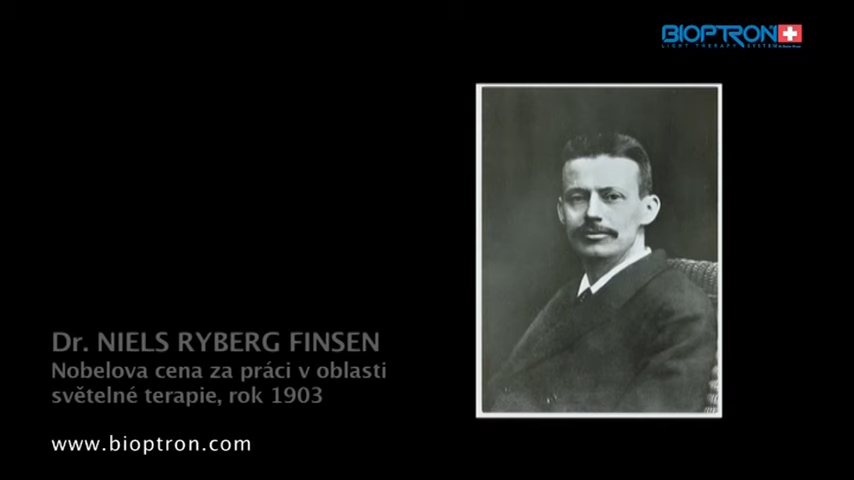 BIOPTRON
LIGHT THERAPY SYSTEM
Dr. NIELS RYBERG FINSEN
Nobelova cena za práci v oblasti
světelné terapie, rok 1903
www.bioptron.com